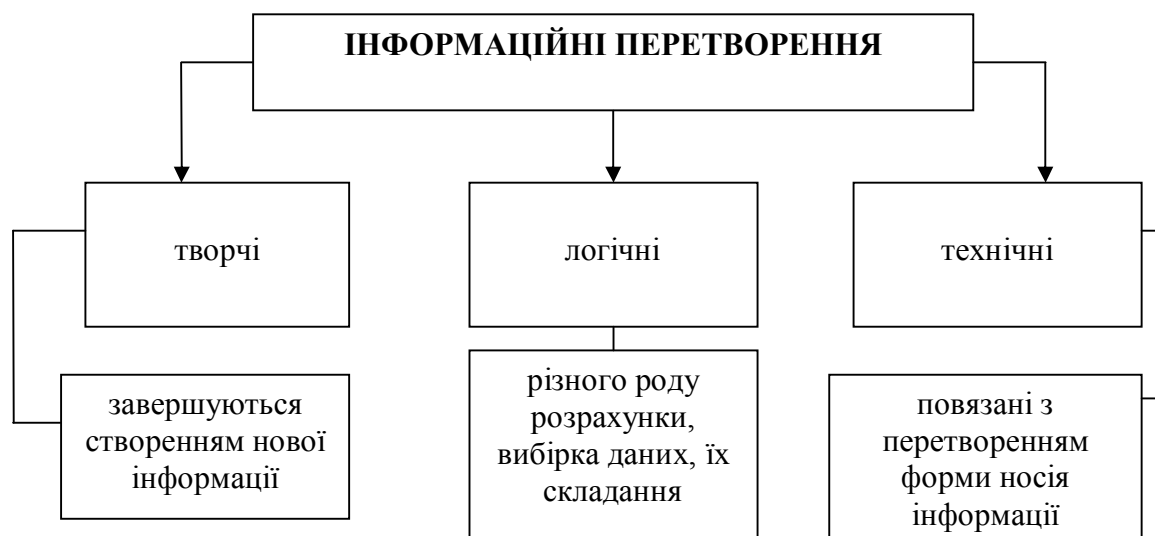 ІНФОРМАЦІЙНІ ПЕРЕТВОРЕННЯ
творчі
логічні
технічні
завершуються
створенням нової
інформації
різного роду
розрахунки,
вибірка даних, їх
складання
повязані з
перетворенням
форми носія
інформації